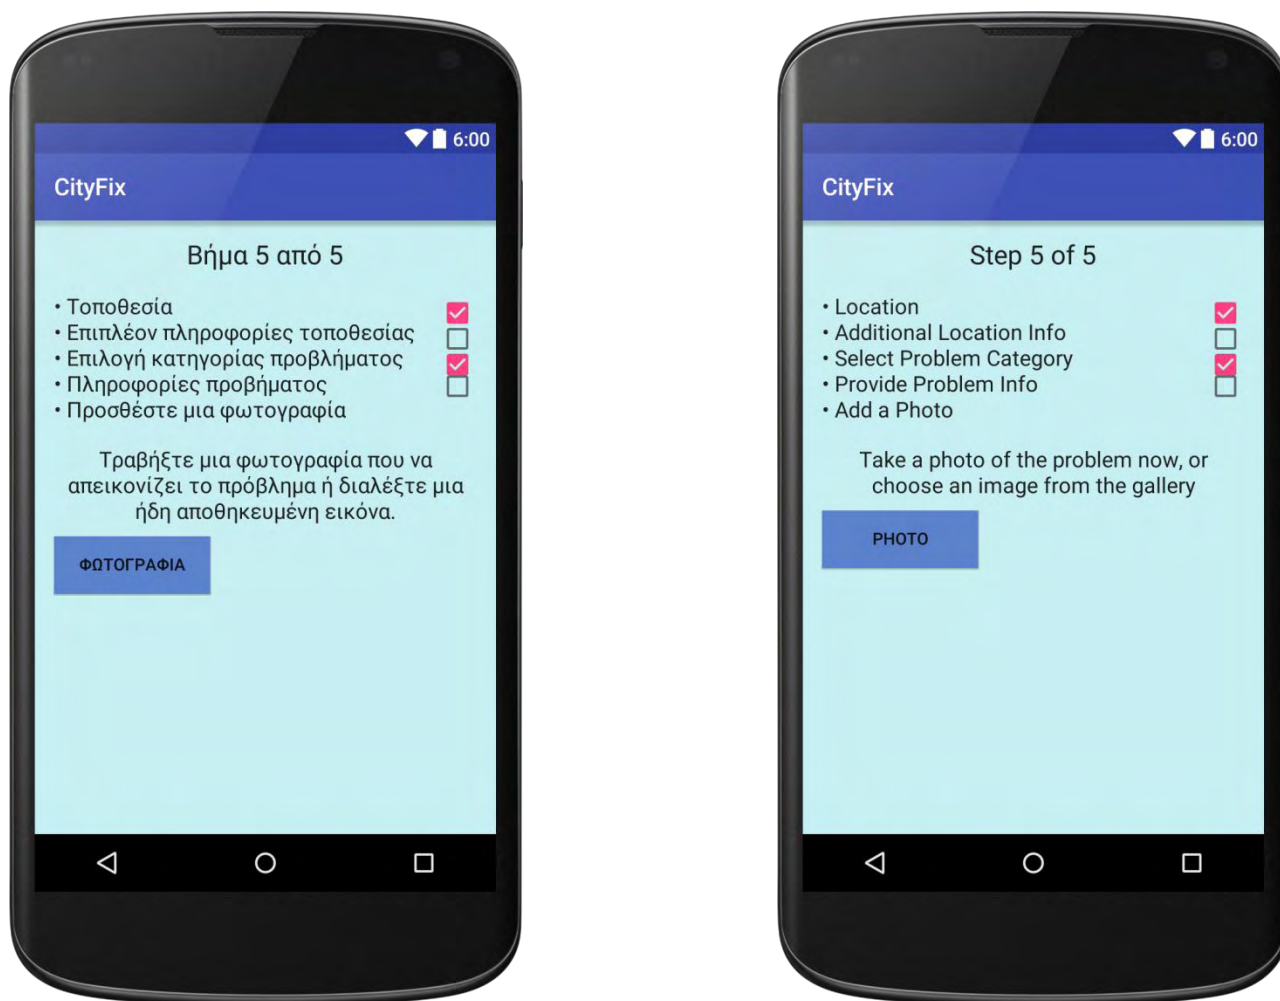 6:00
CityFix
Βήμα 5 από 5
• Τοποθεσία
• Επιπλέον πληροφορίες τοποθεσίας
• Επιλογή κατηγορίας προβλήματος
• Πληροφορίες προβήματος
• Προσθέστε μια φωτογραφία
Τραβήξτε μια φωτογραφία που να
απεικονίζει το πρόβλημα ή διαλέξτε μια
ήδη αποθηκευμένη εικόνα.
ΦΩΤΟΓΡΑΦΙΑ
6:00
CityFix
Step 5 of 5
• Location
• Additional Location Info
• Select Problem Category
• Provide Problem Info
• Add a Photo
Take a photo of the problem now, or
choose an image from the gallery
PHOTO